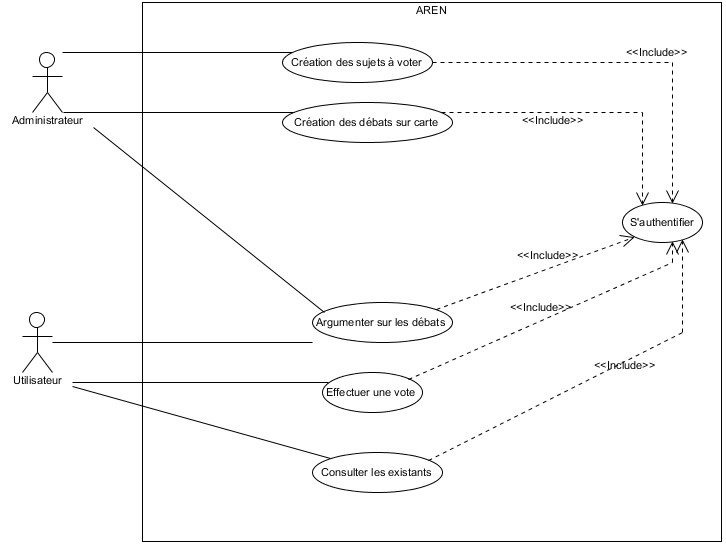 AREN
Création des sujets à voter
<<Include>>
Administrateur
Création des débats sur carte
<<Include>>
S'authentifier
<<Include>>
<<Include>>
Argumenter sur les débats
<<Include>>
Utilisateur
Effectuer une vote
Consulter les existants